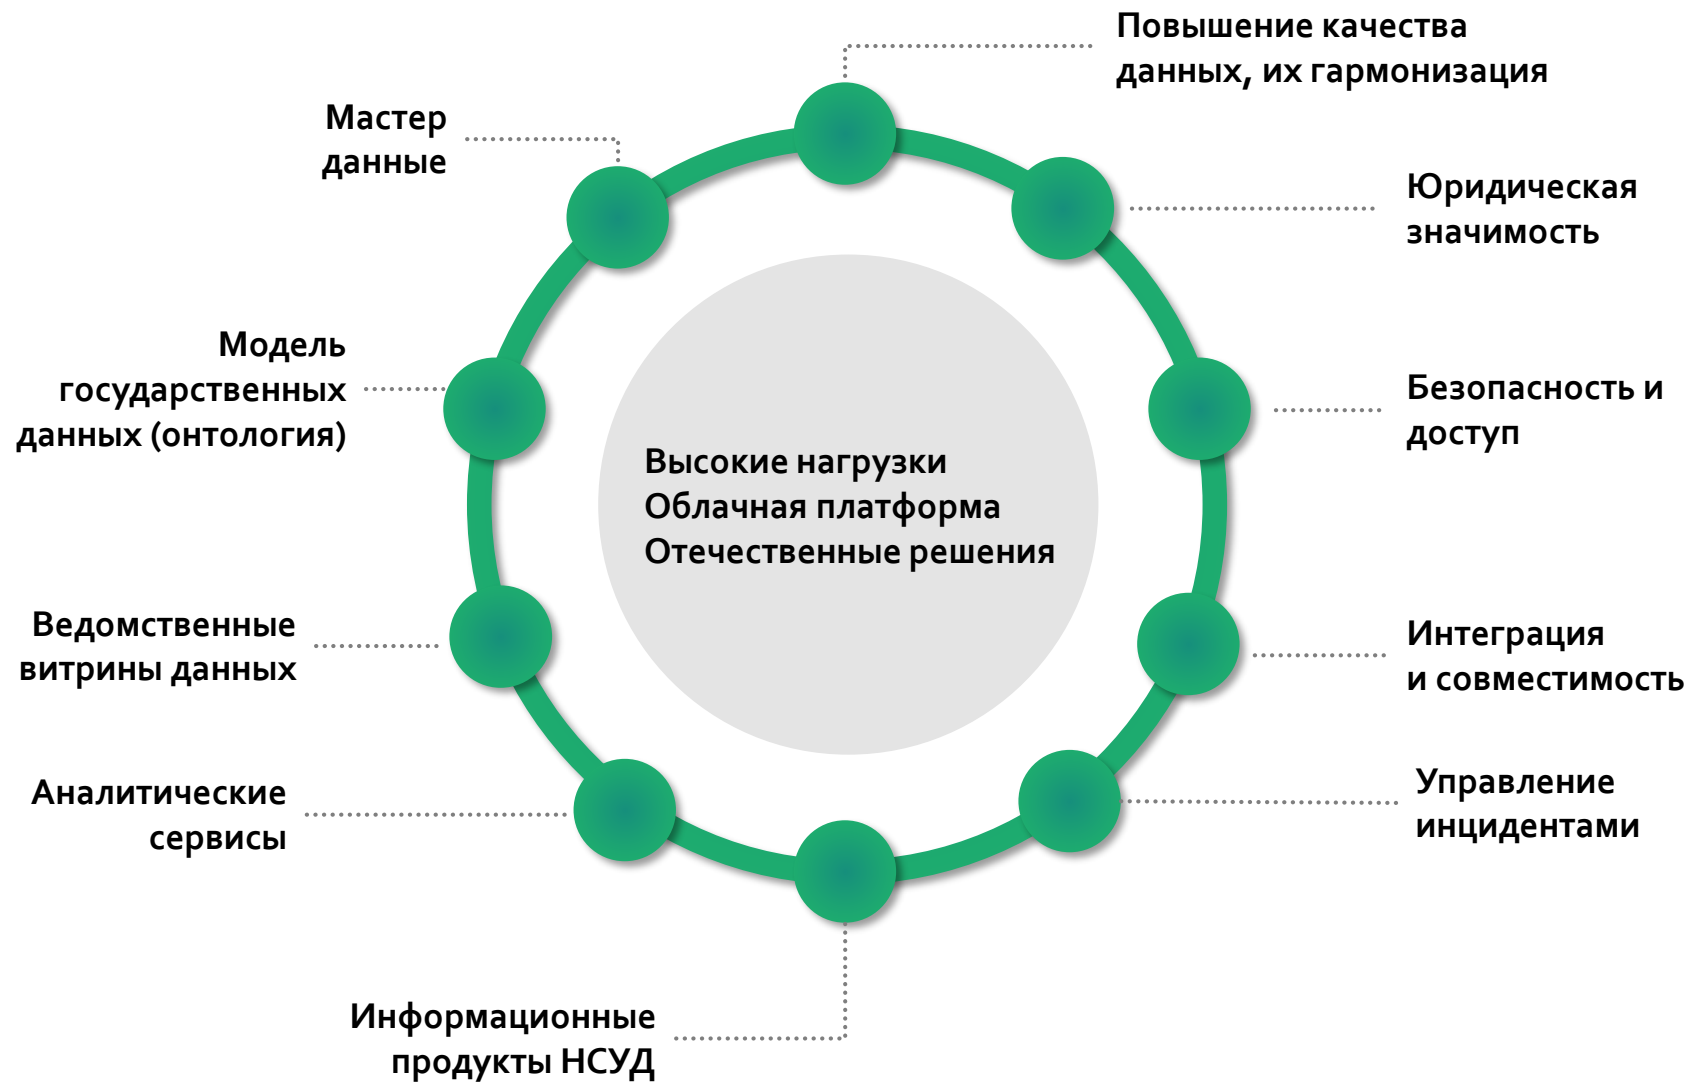 Повышение качества
данных, их гармонизация
Мастер
данные
Юридическая
значимость
Модель
государственных
данных (онтология)
Безопасность и
доступ
Высокие нагрузки
Облачная платформа
Отечественные решения
Ведомственные
витрины данных
Интеграция
и совместимость
Аналитические
сервисы
Управление
инцидентами
Информационные
продукты НСУД